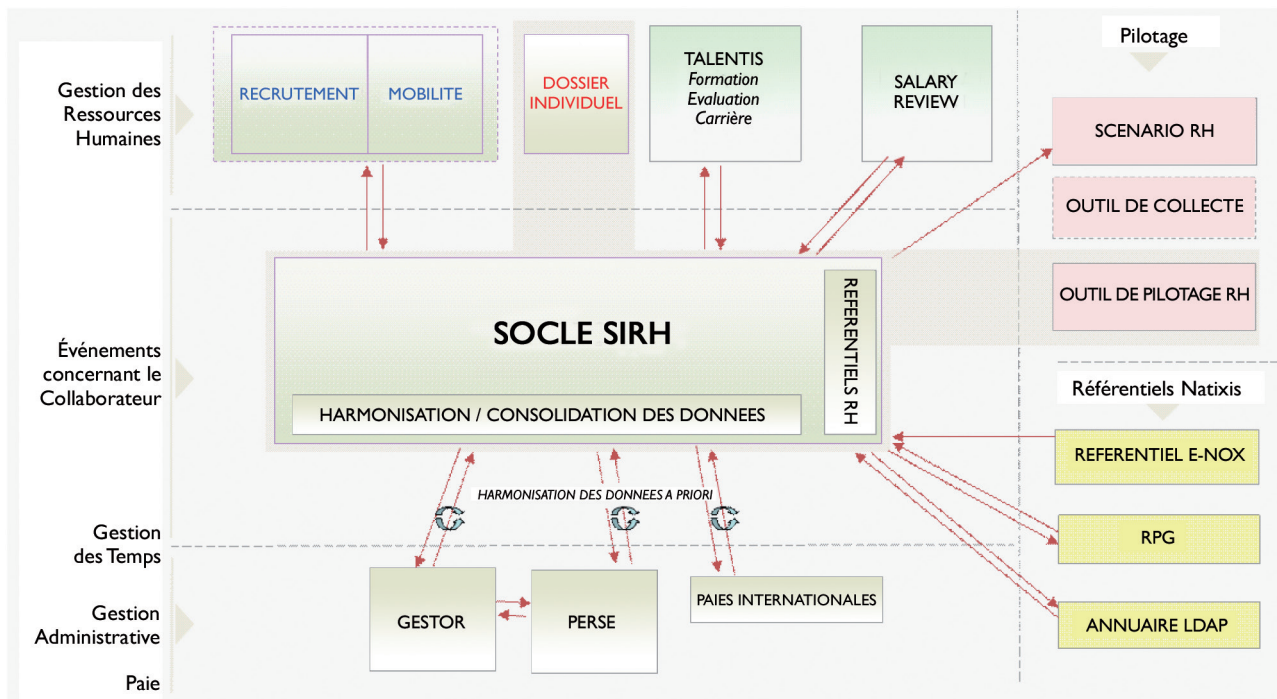 Gestion des
Ressources
Humaines
RECRUTEMENT
MOBILITE
DOSSIER
INDIVIDUEL
TALENTIS
Formation
Evaluation
Carrière
SALARY
REVIEW
Pilotage
SCENARIO RH
OUTIL DE COLLECTE
OUTIL DE PILOTAGE RH
Événements
concernant le
Collaborateur
SOCLE SIRH
REFERENTIELS RH
HARMONISATION / CONSOLIDATION DES DONNEES
Référentiels Natixis
REFERENTIEL E-NOX
RPG
ANNUAIRE LDAP
HARMONISATION DES DONNEES A PRIORI
Gestion
des Temps
Gestion
Administrative
Paie
GESTOR
PERSE
PAIES INTERNATIONALES